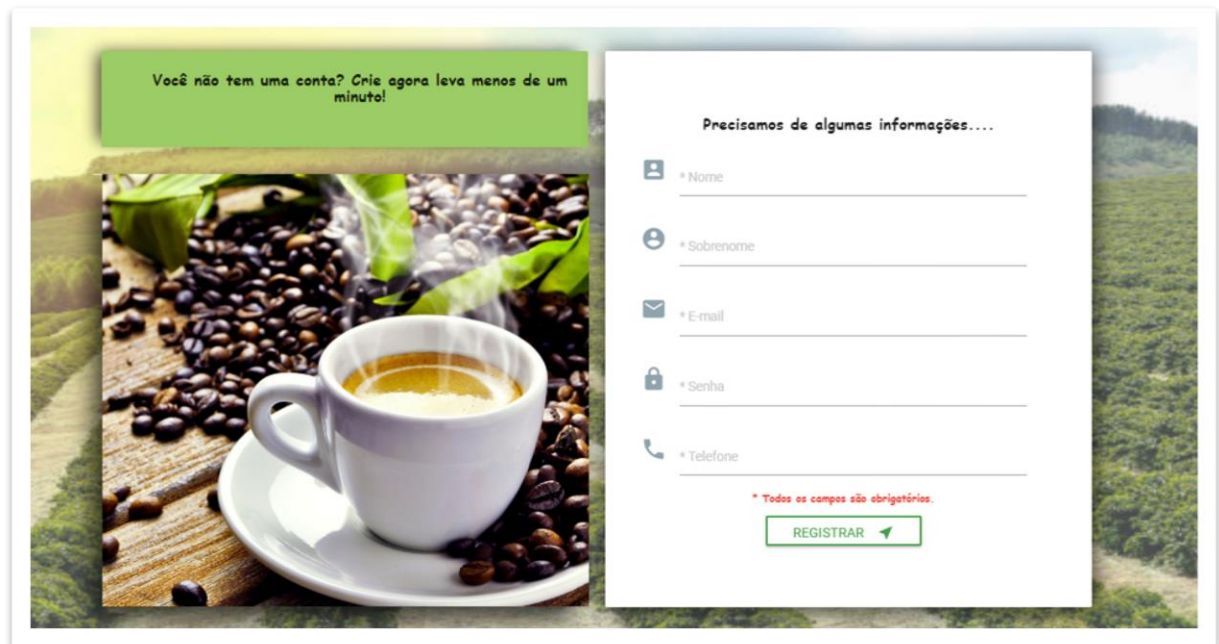 Você não tem uma conta? Crie agora leva menos de um
minuto!
Precisamos de algumas informações....
* Nome
* Sobrenome
* E-mail
* Senha
* Telefone
* Todos os campos são obrigatórios.
REGISTRAR